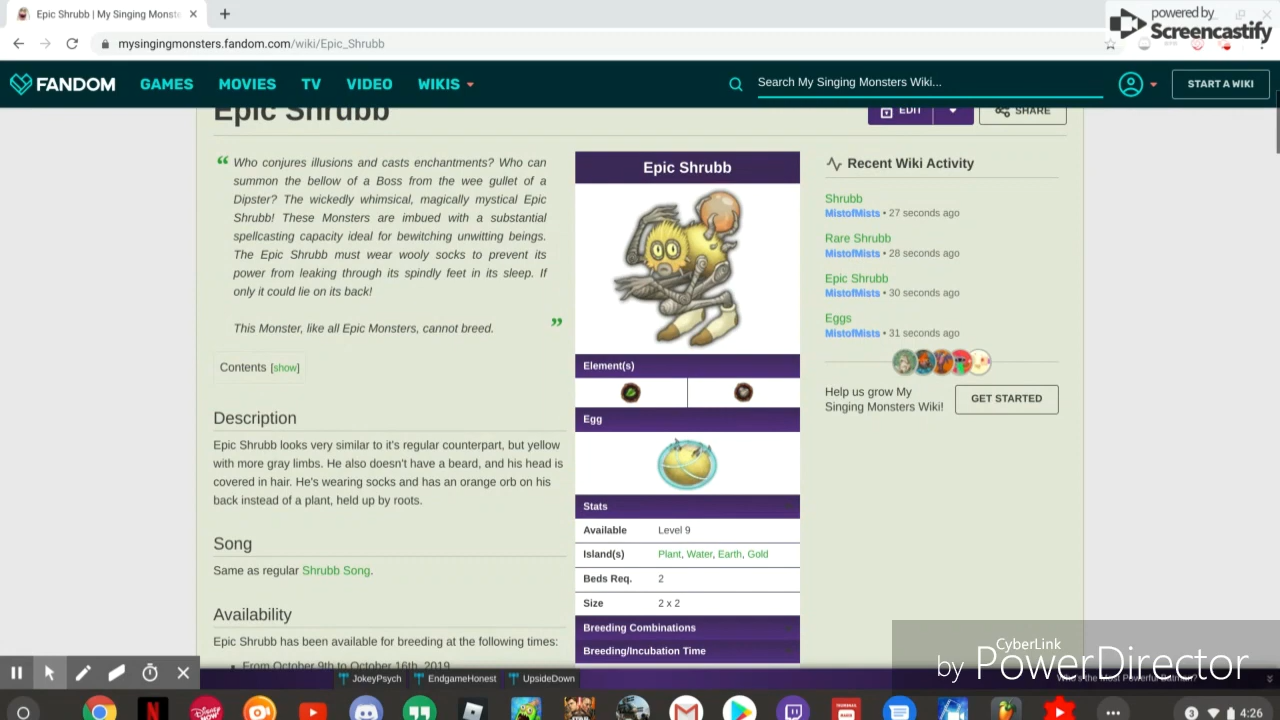 Epic Shrubb | My Singing Monste
powered by
Screencastify
mysingingmonsters.fandom.com/wiki/Epic_Shrubb
FANDOM
GAMES
MOVIES
TV
VIDEO
WIKIS
Search My Singing Monsters Wiki...
START A WIKI
Epic Shrubb
EDIT
SHARE
“ Who conjures illusions and casts enchantments? Who can
summon the bellow of a Boss from the wee gullet of a
Dipster? The wickedly whimsical, magically mystical Epic
Shrubb! These Monsters are imbued with a substantial
spellcasting capacity ideal for bewitching unwitting beings.
The Epic Shrubb must wear wooly socks to prevent its
power from leaking through its spindly feet in its sleep. If
only it could lie on its back!
This Monster, like all Epic Monsters, cannot breed. ”
Contents [show]
Description
Epic Shrubb looks very similar to it's regular counterpart, but yellow
with more gray limbs. He also doesn't have a beard, and his head is
covered in hair. He's wearing socks and has an orange orb on his
back instead of a plant, held up by roots.
Song
Same as regular Shrubb Song.
Availability
Epic Shrubb has been available for breeding at the following times:
From October 9th to October 16th, 2019
Epic Shrubb
Element(s)
Egg
Stats
Available Level 9
Island(s) Plant, Water, Earth, Gold
Beds Req. 2
Size 2 x 2
Breeding Combinations
Breeding/Incubation Time
Recent Wiki Activity
Shrubb
MistofMists • 27 seconds ago
Rare Shrubb
MistofMists • 28 seconds ago
Epic Shrubb
MistofMists • 30 seconds ago
Eggs
MistofMists • 31 seconds ago
Help us grow My
Singing Monsters Wiki!
GET STARTED
CyberLink
by PowerDirector
JokeyPsych
EndgameHonest
UpsideDown
Who's the Most Powerful Batman?
3
4:26